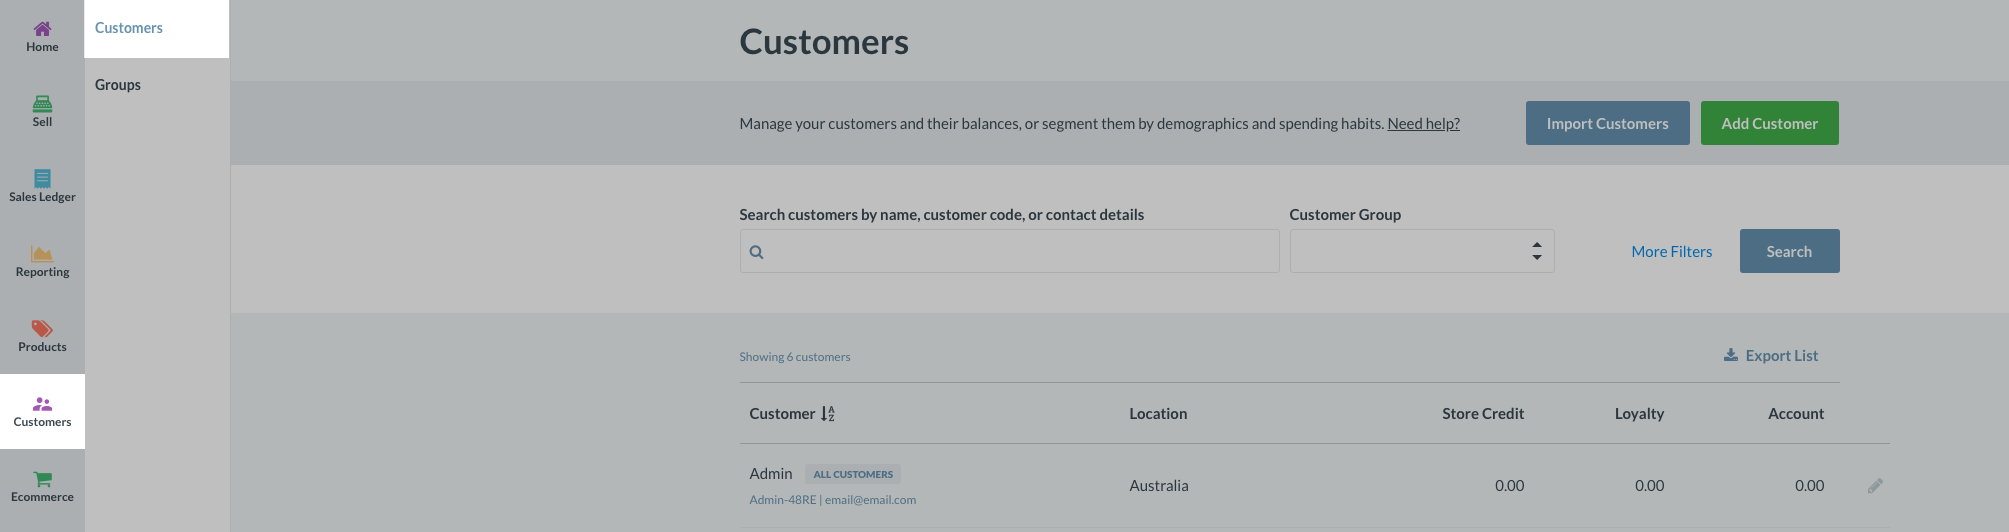 Home
Sell
Sales Ledger
Reporting
Products
Customers
Ecommerce
Customers
Groups
Customers
Manage your customers and their balances, or segment them by demographics and spending habits. Need help?
Import Customers
Add Customer
Search customers by name, customer code, or contact details
Customer Group
More Filters
Search
Showing 6 customers
Export List
Customer
Location
Store Credit
Loyalty
Account
Admin ALL CUSTOMERS
Admin-48RE | email@email.com
Australia
0.00
0.00
0.00